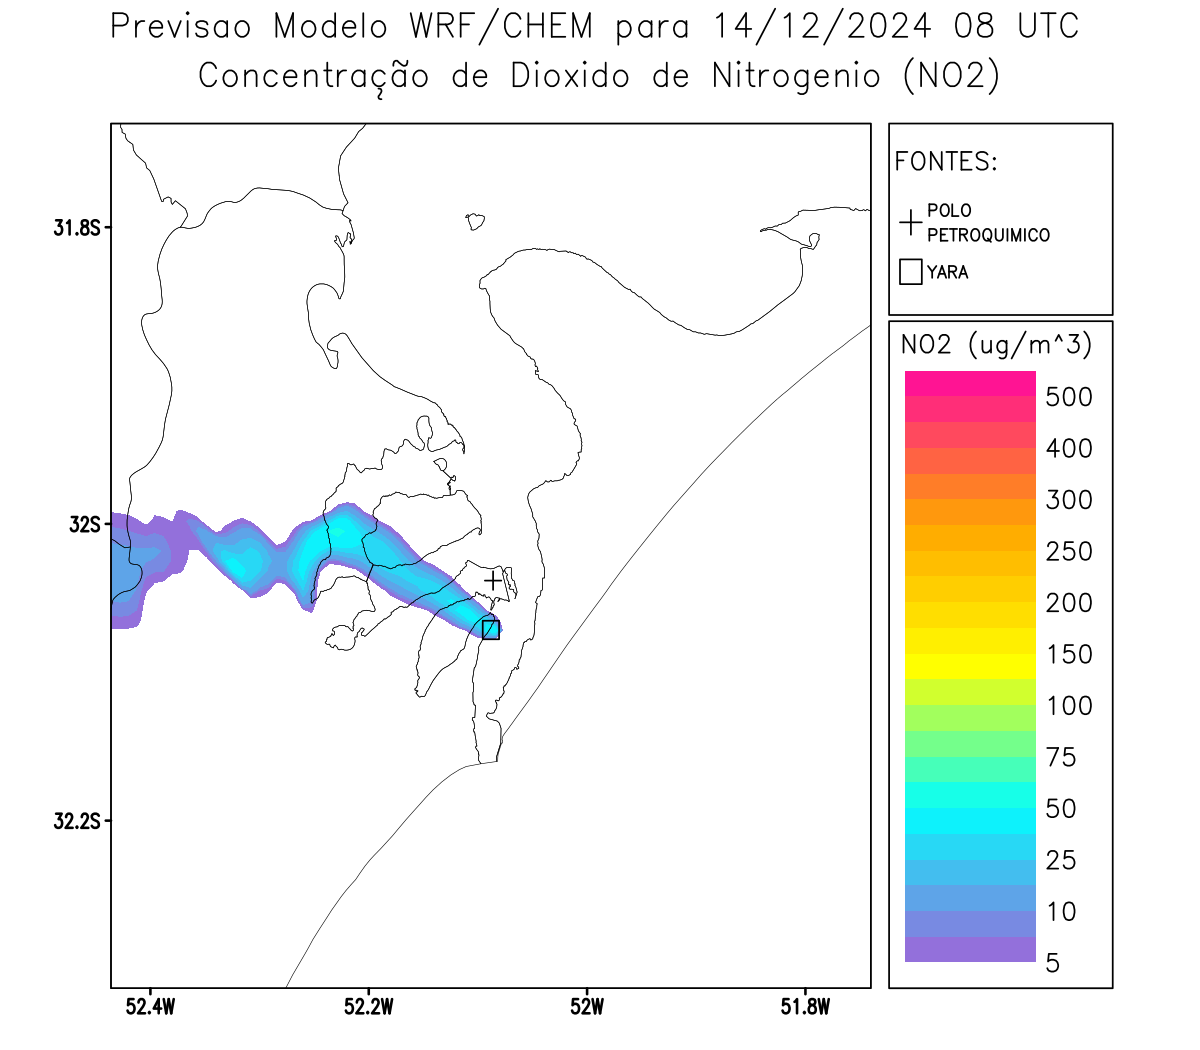 Previsao Modelo WRF/CHEM para 14/12/2024 08 UTC
Concentração de Dioxido de Nitrogenio (NO2)
FONTES:
POLO
PETROQUIMICO
YARA
NO2 (ug/m^3)
500
400
300
250
200
150
100
75
50
25
10
5
31.8S
32S
32.2S
52.4W
52.2W
52W
51.8W